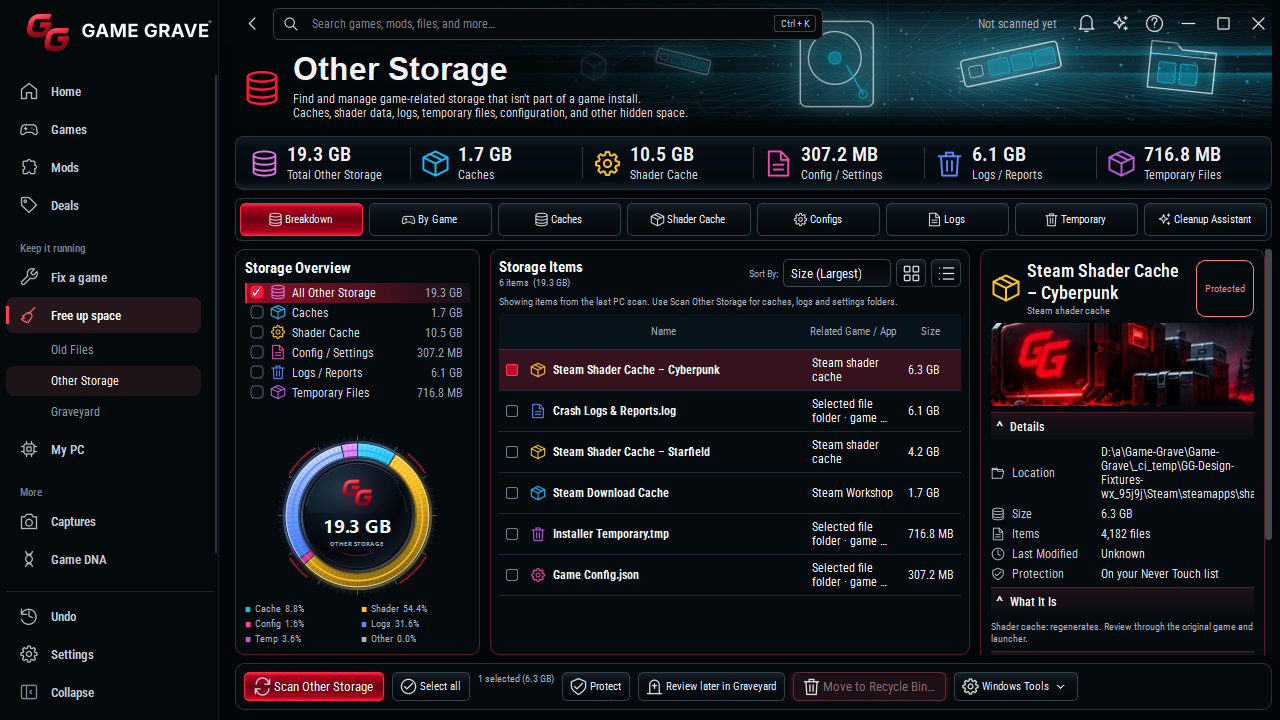 GAME GRAVE
Search games, mods, files, and more...
Ctrl + K
Not scanned yet
Home
Games
Mods
Deals
Keep it running
Fix a game
Free up space
Old Files
Other Storage
Graveyard
My PC
More
Captures
Game DNA
Undo
Settings
Collapse
Other Storage
Find and manage game-related storage that isn't part of a game install.
Caches, shader data, logs, temporary files, configuration, and other hidden space.
19.3 GB
Total Other Storage
1.7 GB
Caches
10.5 GB
Shader Cache
307.2 MB
Config / Settings
6.1 GB
Logs / Reports
716.8 MB
Temporary Files
Breakdown
By Game
Caches
Shader Cache
Configs
Logs
Temporary
Cleanup Assistant
Storage Overview
All Other Storage 19.3 GB
Caches 1.7 GB
Shader Cache 10.5 GB
Config / Settings 307.2 MB
Logs / Reports 6.1 GB
Temporary Files 716.8 MB
GG
19.3 GB
OTHER STORAGE
Cache 8.8% Shader 54.4%
Config 1.6% Logs 31.6%
Temp 3.6% Other 0.0%
Storage Items
6 items (19.3 GB)
Sort By: Size (Largest)
Showing items from the last PC scan. Use Scan Other Storage for caches, logs and settings folders.
Name Related Game / App Size
Steam Shader Cache – Cyberpunk Steam shader cache 6.3 GB
Crash Logs & Reports.log Selected file folder · game ... 6.1 GB
Steam Shader Cache – Starfield Steam shader cache 4.2 GB
Steam Download Cache Steam Workshop 1.7 GB
Installer Temporary.tmp Selected file folder · game ... 716.8 MB
Game Config.json Selected file folder · game ... 307.2 MB
Steam Shader Cache
– Cyberpunk
Steam shader cache
Protected
GG
^ Details
Location D:\a\Game-Grave\Game-
Grave\_ci_temp\GG-Design-
Fixtures-
wx_95j9j\Steam\steamapps\sha
Size 6.3 GB
Items 4,182 files
Last Modified Unknown
Protection On your Never Touch list
^ What It Is
Shader cache: regenerates. Review through the original game and
launcher.
Scan Other Storage
Select all
1 selected (6.3 GB)
Protect
Review later in Graveyard
Move to Recycle Bin...
Windows Tools